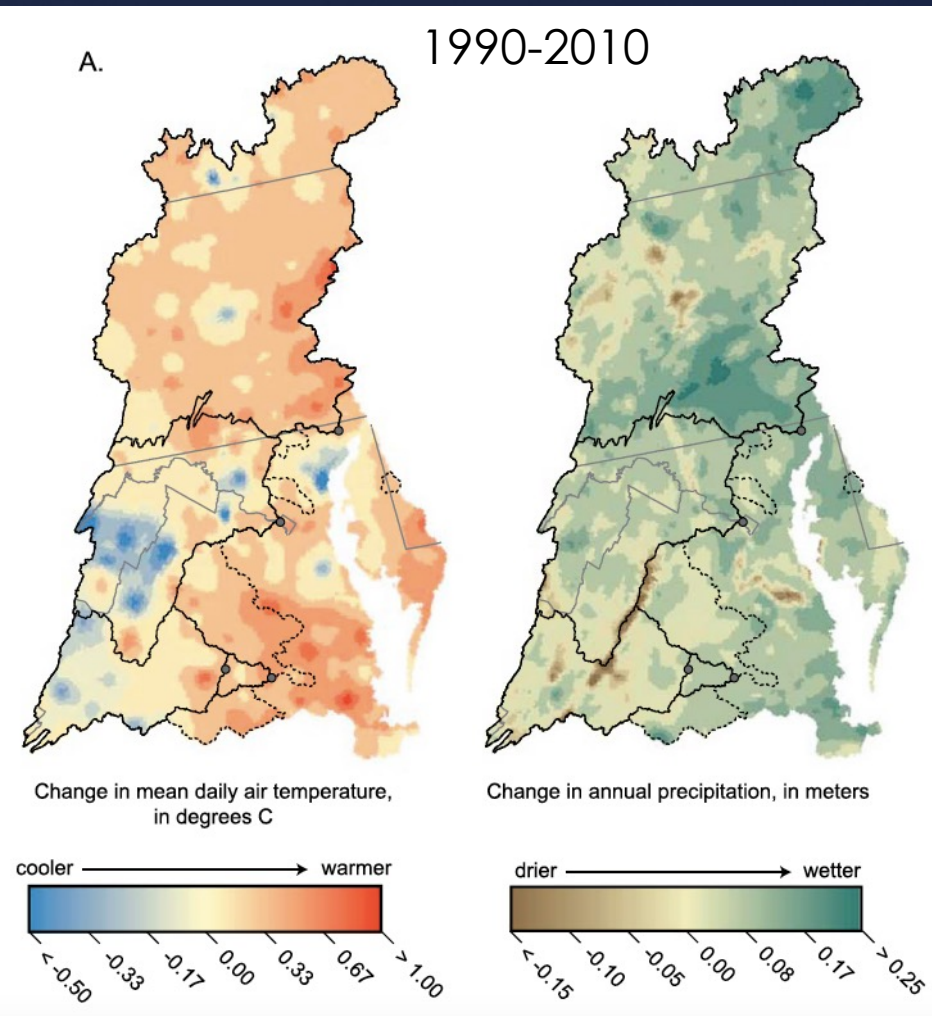 1990-2010
A.
Change in mean daily air temperature,
in degrees C
cooler
warmer
< -0.50
-0.33
-0.17
0.00
0.33
0.67
> 1.00
Change in annual precipitation, in meters
drier
wetter
< -0.15
-0.10
-0.05
0.00
0.08
0.17
> 0.25